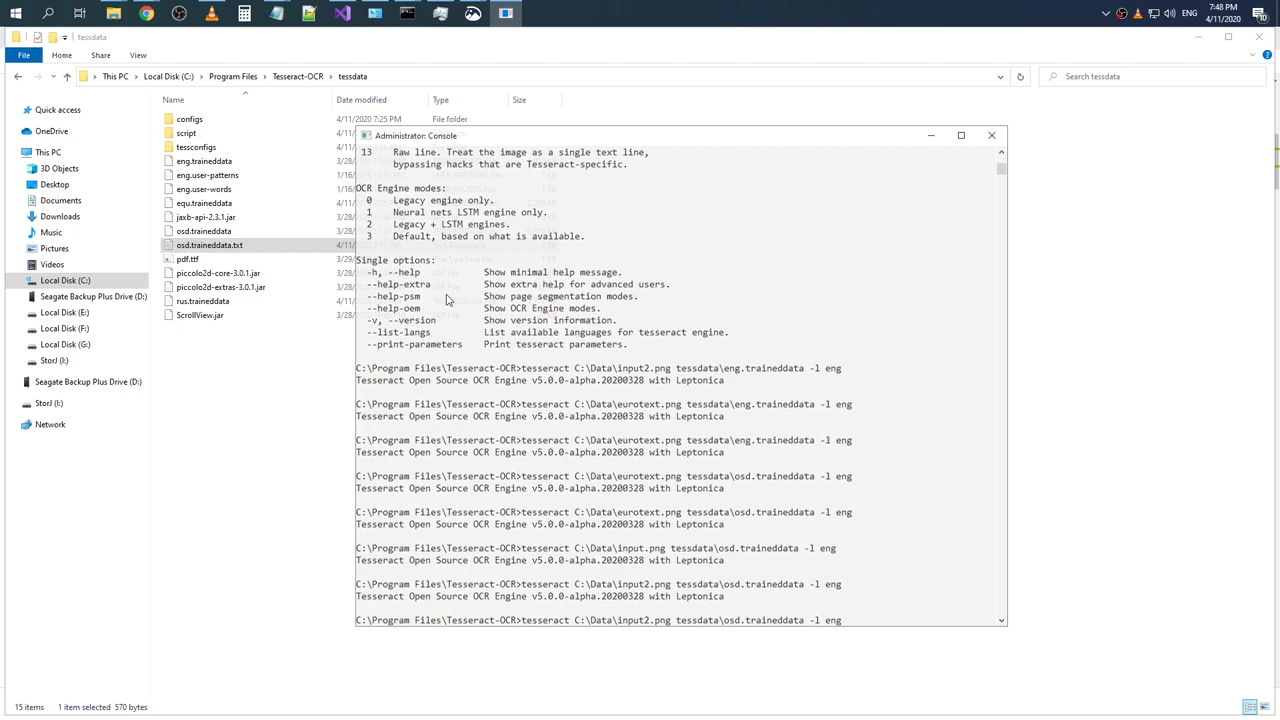 7:48 PM
ENG
4/11/2020
10
tessdata
File Home Share View
This PC Local Disk (C:) Program Files Tesseract-OCR tessdata
Search tessdata
Name Date modified Type Size
Quick access
OneDrive
This PC
3D Objects
Desktop
Documents
Downloads
Music
Pictures
Videos
Local Disk (C:)
Seagate Backup Plus Drive (D:)
Local Disk (E:)
Local Disk (F:)
Local Disk (G:)
StorJ (I:)
Seagate Backup Plus Drive (D:)
StorJ (I:)
Network
configs 4/11/2020 7:25 PM File folder
script
tessconfigs
eng.traineddata
eng.user-patterns
eng.user-words
equ.traineddata
jaxb-api-2.3.1.jar
osd.traineddata
osd.traineddata.txt
pdf.ttf
piccolo2d-core-3.0.1.jar
piccolo2d-extras-3.0.1.jar
rus.traineddata
ScrollView.jar
Administrator: Console
13 Raw line. Treat the image as a single text line,
bypassing hacks that are Tesseract-specific.
OCR Engine modes:
0 Legacy engine only.
1 Neural nets LSTM engine only.
2 Legacy + LSTM engines.
3 Default, based on what is available.
Single options:
-h, --help Show minimal help message.
--help-extra Show extra help for advanced users.
--help-psm Show page segmentation modes.
--help-oem Show OCR Engine modes.
-v, --version Show version information.
--list-langs List available languages for tesseract engine.
--print-parameters Print tesseract parameters.
C:\Program Files\Tesseract-OCR>tesseract C:\Data\input2.png tessdata\eng.traineddata -l eng
Tesseract Open Source OCR Engine v5.0.0-alpha.20200328 with Leptonica
C:\Program Files\Tesseract-OCR>tesseract C:\Data\eurotext.png tessdata\eng.traineddata -l eng
Tesseract Open Source OCR Engine v5.0.0-alpha.20200328 with Leptonica
C:\Program Files\Tesseract-OCR>tesseract C:\Data\eurotext.png tessdata\eng.traineddata -l eng
Tesseract Open Source OCR Engine v5.0.0-alpha.20200328 with Leptonica
C:\Program Files\Tesseract-OCR>tesseract C:\Data\eurotext.png tessdata\osd.traineddata -l eng
Tesseract Open Source OCR Engine v5.0.0-alpha.20200328 with Leptonica
C:\Program Files\Tesseract-OCR>tesseract C:\Data\eurotext.png tessdata\osd.traineddata -l eng
Tesseract Open Source OCR Engine v5.0.0-alpha.20200328 with Leptonica
C:\Program Files\Tesseract-OCR>tesseract C:\Data\input.png tessdata\osd.traineddata -l eng
Tesseract Open Source OCR Engine v5.0.0-alpha.20200328 with Leptonica
C:\Program Files\Tesseract-OCR>tesseract C:\Data\input2.png tessdata\osd.traineddata -l eng
Tesseract Open Source OCR Engine v5.0.0-alpha.20200328 with Leptonica
C:\Program Files\Tesseract-OCR>tesseract C:\Data\input2.png tessdata\osd.traineddata -l eng
15 items 1 item selected 570 bytes